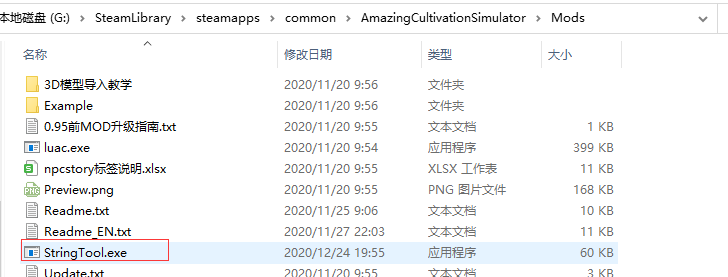 本地磁盘 (G:) > SteamLibrary > steamapps > common > AmazingCultivationSimulator > Mods
名称 修改日期 类型 大小
3D模型导入教学 2020/11/20 9:56 文件夹
Example 2020/11/20 9:56 文件夹
0.95前MOD升级指南.txt 2020/11/20 9:55 文本文档 1 KB
luac.exe 2020/11/20 9:54 应用程序 399 KB
npcstory标签说明.xlsx 2020/11/20 9:55 XLSX 工作表 11 KB
Preview.png 2020/11/20 9:55 PNG 图片文件 168 KB
Readme.txt 2020/11/25 9:06 文本文档 10 KB
Readme_EN.txt 2020/11/27 22:03 文本文档 11 KB
StringTool.exe 2020/12/24 19:55 应用程序 60 KB
Update.txt 2020/11/20 9:55 文本文档 3 KB